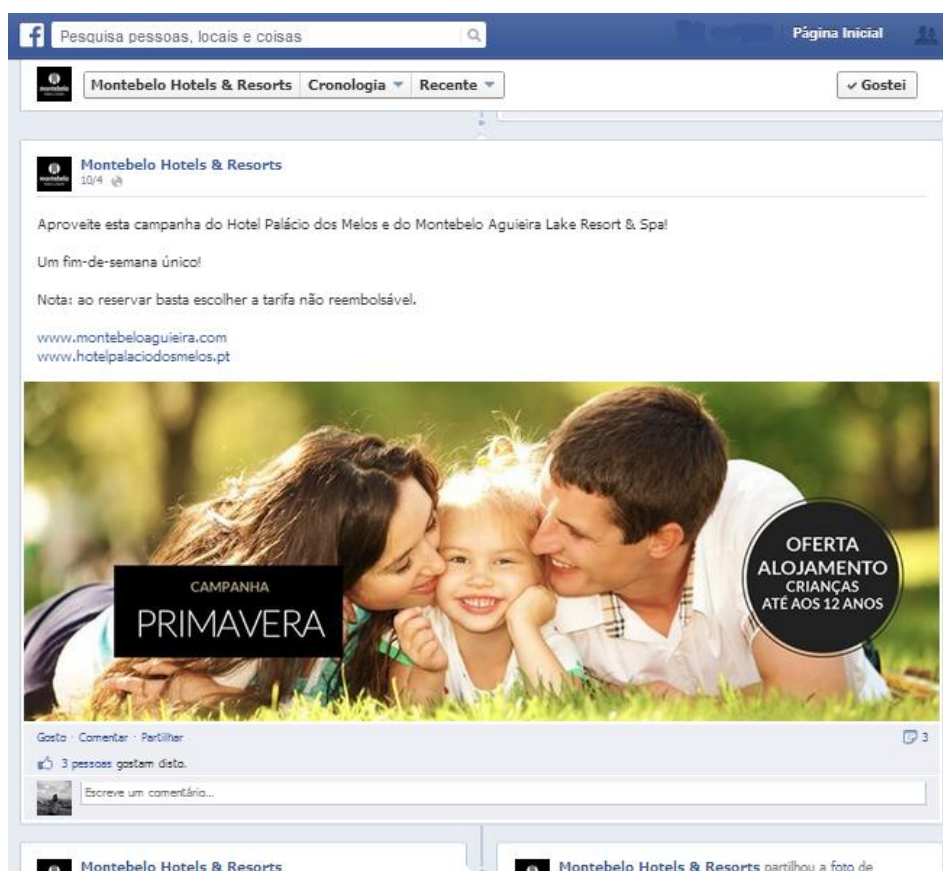 Pesquisa pessoas, locais e coisas
Página Inicial
Montebelo Hotels & Resorts Cronologia Recente
Gostei
Montebelo Hotels & Resorts
10/4
Aproveite esta campanha do Hotel Palácio dos Melos e do Montebelo Aguieira Lake Resort & Spa!
Um fim-de-semana único!
Nota: ao reservar basta escolher a tarifa não reembolsável.
www.montebeloaguieira.com
www.hotelpalaciodosmelos.pt
CAMPANHA
PRIMAVERA
OFERTA
ALOJAMENTO
CRIANÇAS
ATÉ AOS 12 ANOS
Gosto · Comentar · Partilhar
3
3 pessoas gostam disto.
Escreve um comentário...
Montebelo Hotels & Resorts
Montebelo Hotels & Resorts partilhou a foto de